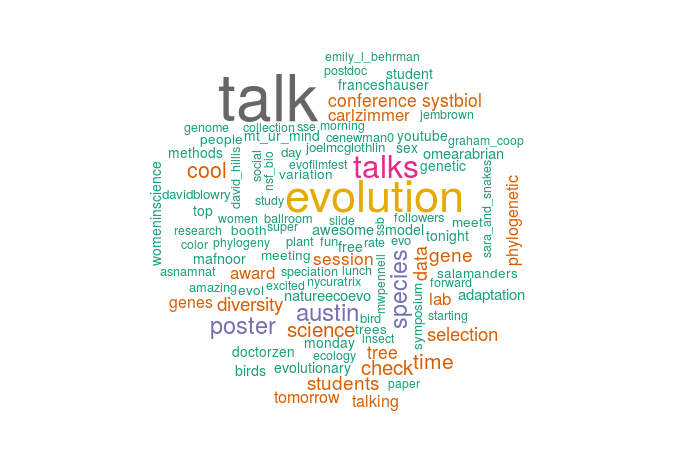 emily_l_behrman
postdoc student
talk franceshauser
conference systbiol
carlzimmer jembrown
genome collection sse morning
people mt_ur_mind cenewman0 youtube
joelmcglothlin sex graham_coop
methods david_hillis social nsf_bio day omearabrian
evofilmfest talks genetic
cool variation sara_and_snakes
womeninscience davidblowry study evolution phylogenetic
top women ballroom slide followers
research booth super awesome ssb model meet
color phylogeny plant fun free rate evo tonight
mafnoor meeting session species data gene
asnamnat award speciation lunch mwpennell salamanders
amazing evol excited nycuratrix forward
genes diversity natureecoevo symposium lab adaptation
austin bird starting
poster science trees selection
monday insect
doctorzen ecology tree time
birds evolutionary check
students paper
tomorrow talking